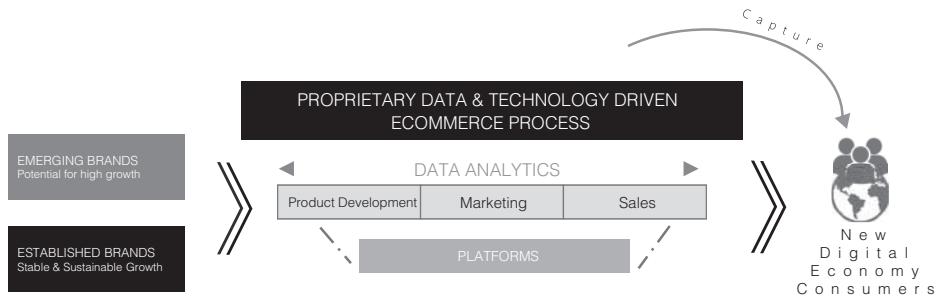 Capture
PROPRIETARY DATA & TECHNOLOGY DRIVEN
ECOMMERCE PROCESS
EMERGING BRANDS
Potential for high growth
ESTABLISHED BRANDS
Stable & Sustainable Growth
DATA ANALYTICS
Product Development
Marketing
Sales
PLATFORMS
New
Digital
Economy
Consumers